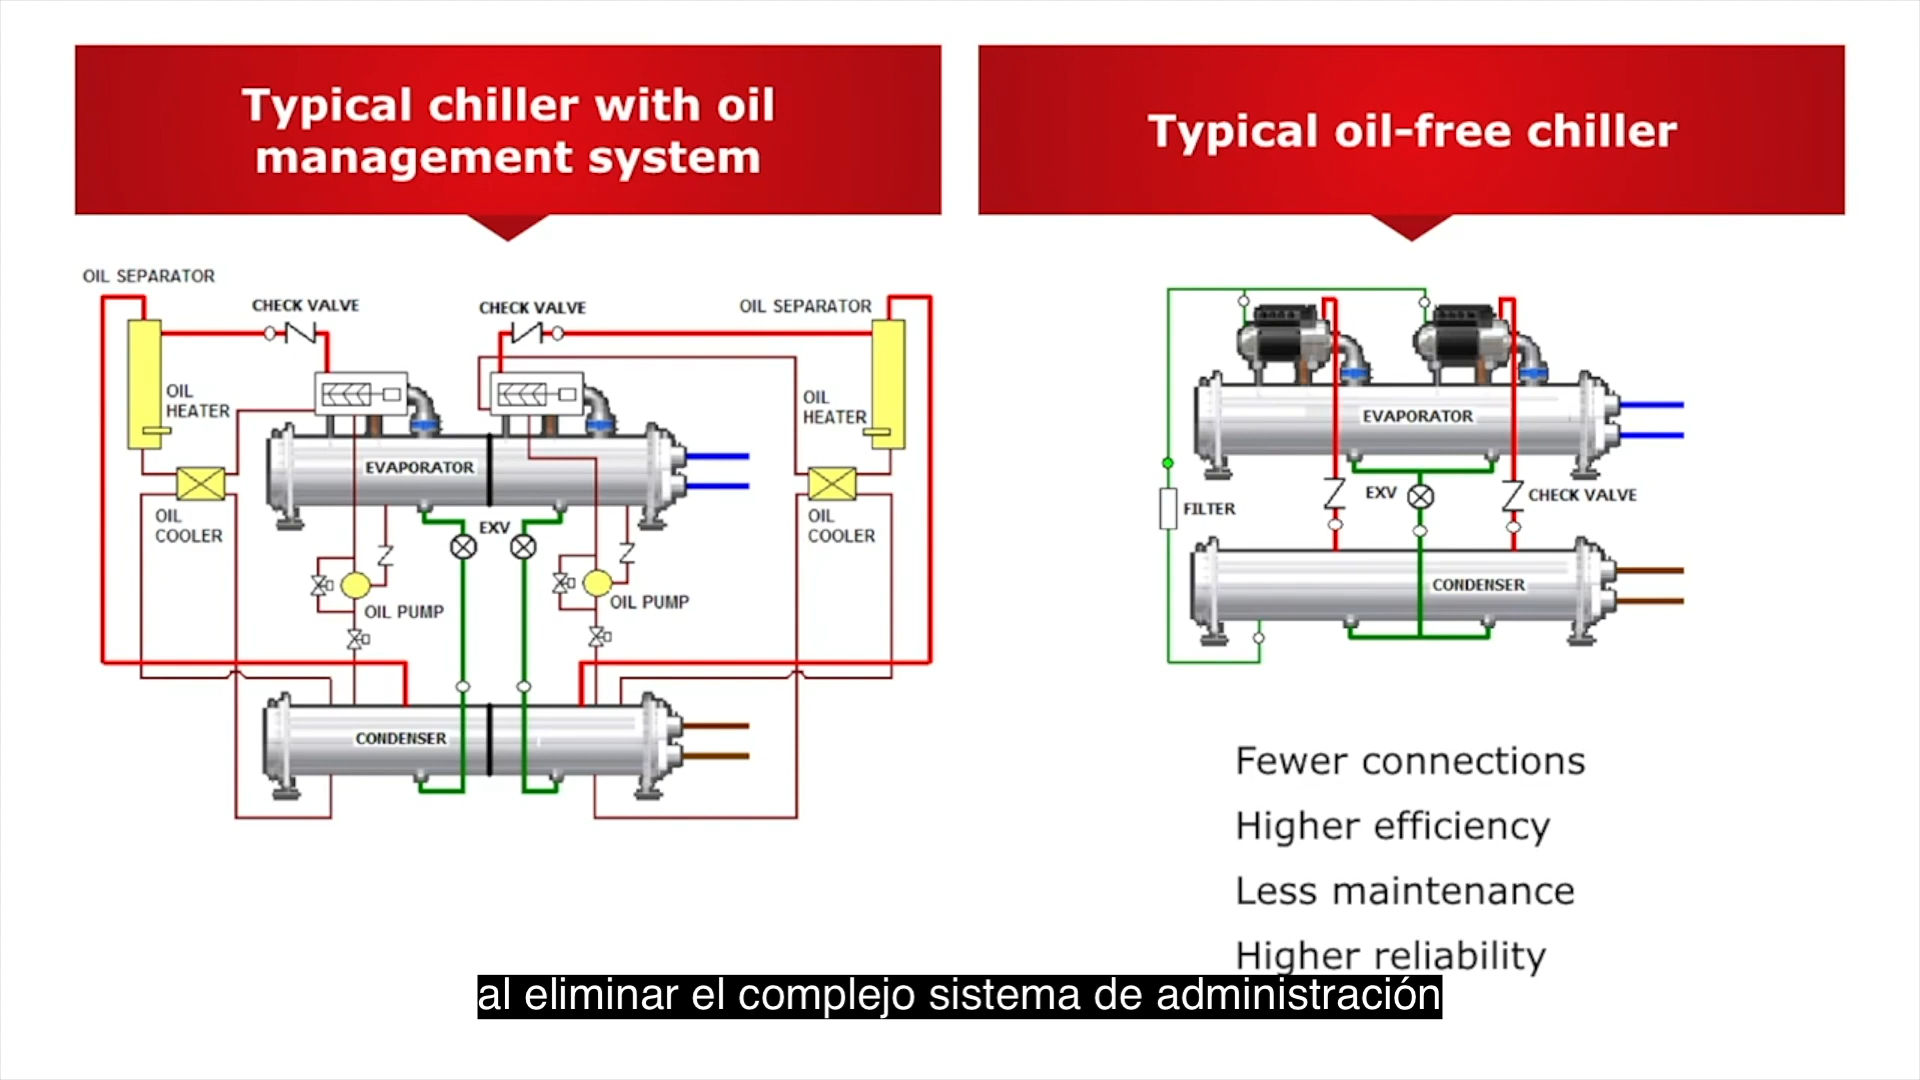 Typical chiller with oil
management system
Typical oil-free chiller
OIL SEPARATOR
CHECK VALVE
CHECK VALVE
OIL SEPARATOR
OIL
HEATER
OIL
HEATER
EVAPORATOR
OIL
COOLER
EXV
OIL
COOLER
OIL PUMP
OIL PUMP
CONDENSER
EVAPORATOR
EXV
CHECK VALVE
FILTER
CONDENSER
Fewer connections
Higher efficiency
Less maintenance
Higher reliability
al eliminar el complejo sistema de administración